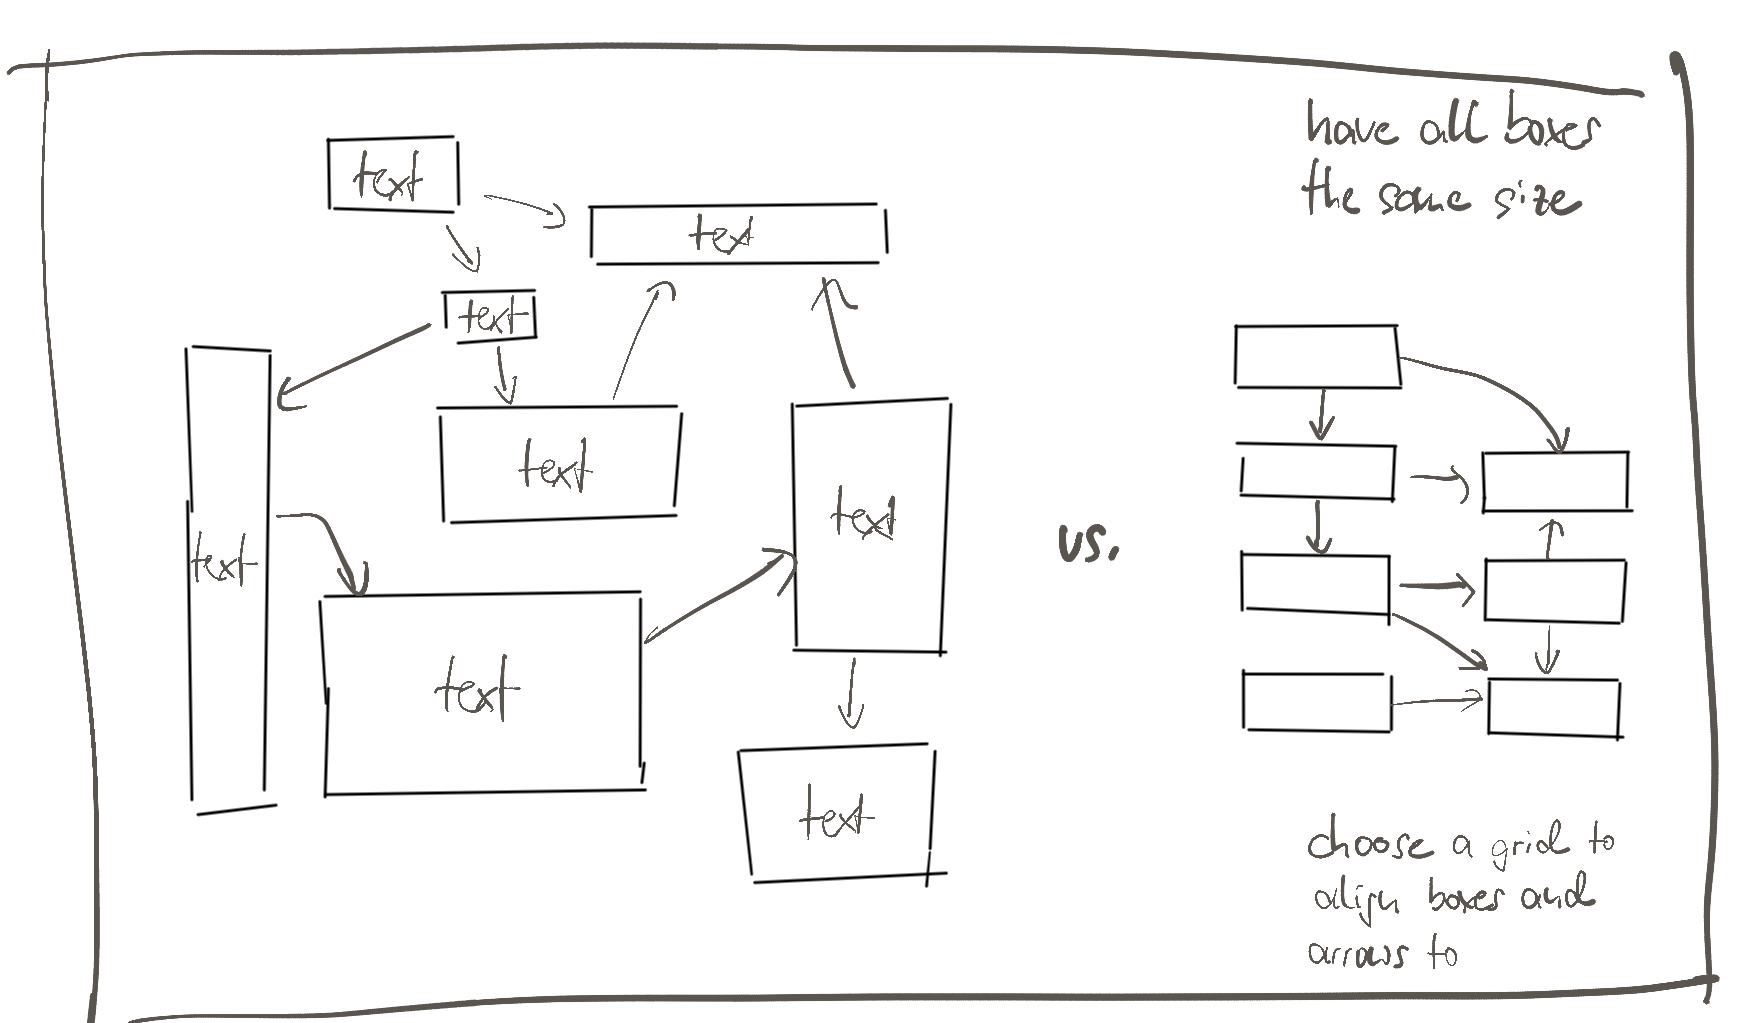 text
text
text
text
text
text
text
text
vs.
have all boxes
the same size
choose a grid to
align boxes and
arrows to